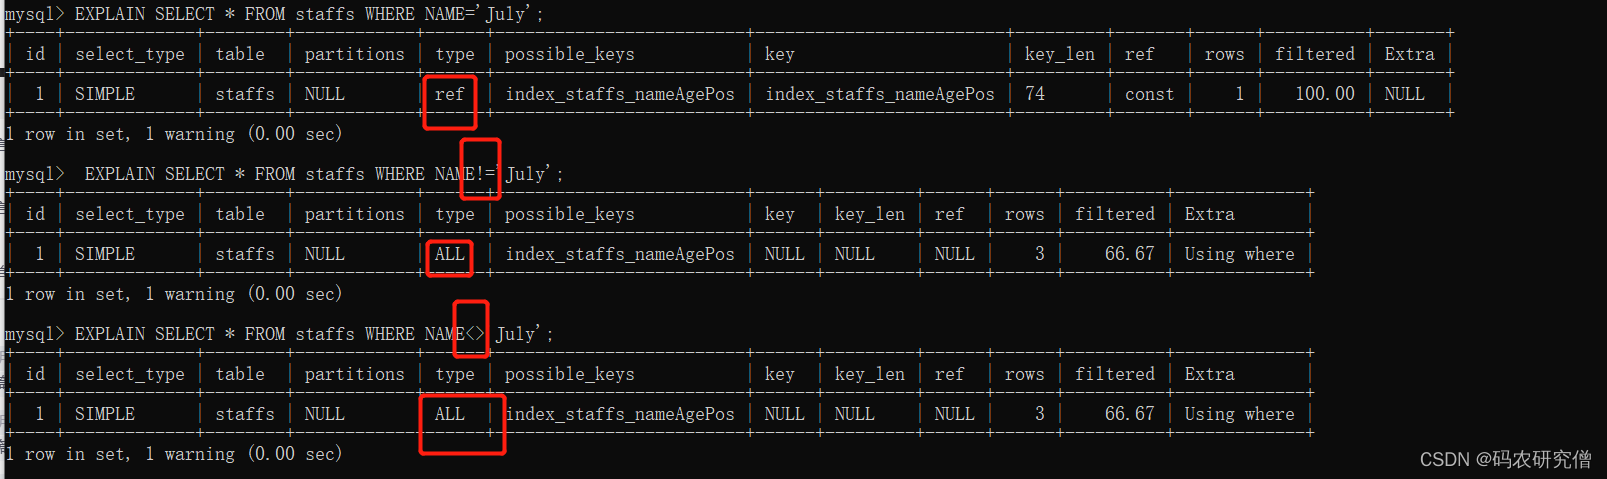 mysql> EXPLAIN SELECT * FROM staffs WHERE NAME='July';
+----+-------------+--------+------------+------+-------------------------+-------------------------+---------+-------+------+----------+-------+
| id | select_type | table  | partitions | type | possible_keys           | key                     | key_len | ref   | rows | filtered | Extra |
+----+-------------+--------+------------+------+-------------------------+-------------------------+---------+-------+------+----------+-------+
| 1 | SIMPLE      | staffs | NULL       | ref  | index_staffs_nameAgePos | index_staffs_nameAgePos | 74      | const |    1 |   100.00 | NULL  |
+----+-------------+--------+------------+------+-------------------------+-------------------------+---------+-------+------+----------+-------+
1 row in set, 1 warning (0.00 sec)
mysql>  EXPLAIN SELECT * FROM staffs WHERE NAME!='July';
+----+-------------+--------+------------+------+-------------------------+------+---------+------+------+----------+-------------+
| id | select_type | table  | partitions | type | possible_keys           | key  | key_len | ref  | rows | filtered | Extra       |
+----+-------------+--------+------------+------+-------------------------+------+---------+------+------+----------+-------------+
| 1 | SIMPLE      | staffs | NULL       | ALL  | index_staffs_nameAgePos | NULL | NULL    | NULL |    3 |    66.67 | Using where |
+----+-------------+--------+------------+------+-------------------------+------+---------+------+------+----------+-------------+
1 row in set, 1 warning (0.00 sec)
mysql> EXPLAIN SELECT * FROM staffs WHERE NAME<>'July';
+----+-------------+--------+------------+------+-------------------------+------+---------+------+------+----------+-------------+
| id | select_type | table  | partitions | type | possible_keys           | key  | key_len | ref  | rows | filtered | Extra       |
+----+-------------+--------+------------+------+-------------------------+------+---------+------+------+----------+-------------+
| 1 | SIMPLE      | staffs | NULL       | ALL  | index_staffs_nameAgePos | NULL | NULL    | NULL |    3 |    66.67 | Using where |
+----+-------------+--------+------------+------+-------------------------+------+---------+------+------+----------+-------------+
1 row in set, 1 warning (0.00 sec)
CSDN @码农研究僧